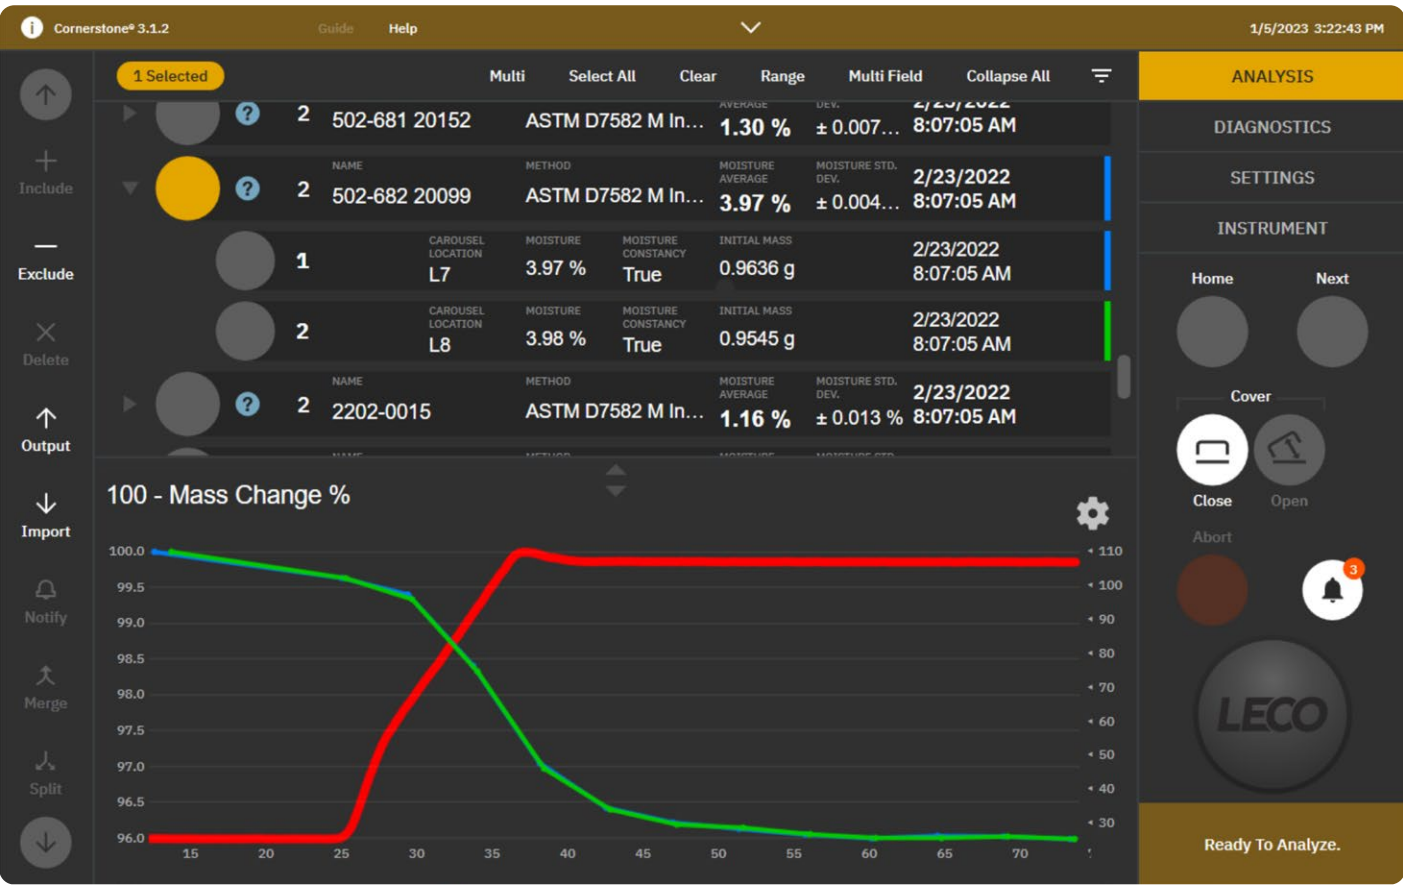 Cornerstone® 3.1.2 Guide Help 1/5/2023 3:22:43 PM
1 Selected Multi Select All Clear Range Multi Field Collapse All
AVERAGE DEV. 2/23/2022
? 2 502-681 20152 ASTM D7582 M In... 1.30 % ± 0.007... 8:07:05 AM
NAME METHOD MOISTURE AVERAGE MOISTURE STD. DEV. 2/23/2022
? 2 502-682 20099 ASTM D7582 M In... 3.97 % ± 0.004... 8:07:05 AM
CAROUSEL LOCATION MOISTURE MOISTURE CONSTANCY INITIAL MASS 2/23/2022
1 L7 3.97 % True 0.9636 g 8:07:05 AM
CAROUSEL LOCATION MOISTURE MOISTURE CONSTANCY INITIAL MASS 2/23/2022
2 L8 3.98 % True 0.9545 g 8:07:05 AM
NAME METHOD MOISTURE AVERAGE MOISTURE STD. DEV. 2/23/2022
? 2 2202-0015 ASTM D7582 M In... 1.16 % ± 0.013 % 8:07:05 AM
Include
Exclude
Delete
Output
Import
Notify
Merge
Split
100 - Mass Change %
100.0
99.5
99.0
98.5
98.0
97.5
97.0
96.5
96.0
110
100
90
80
70
60
50
40
30
15 20 25 30 35 40 45 50 55 60 65 70
ANALYSIS
DIAGNOSTICS
SETTINGS
INSTRUMENT
Home Next
Cover
Close Open
Abort
3
LECO
Ready To Analyze.